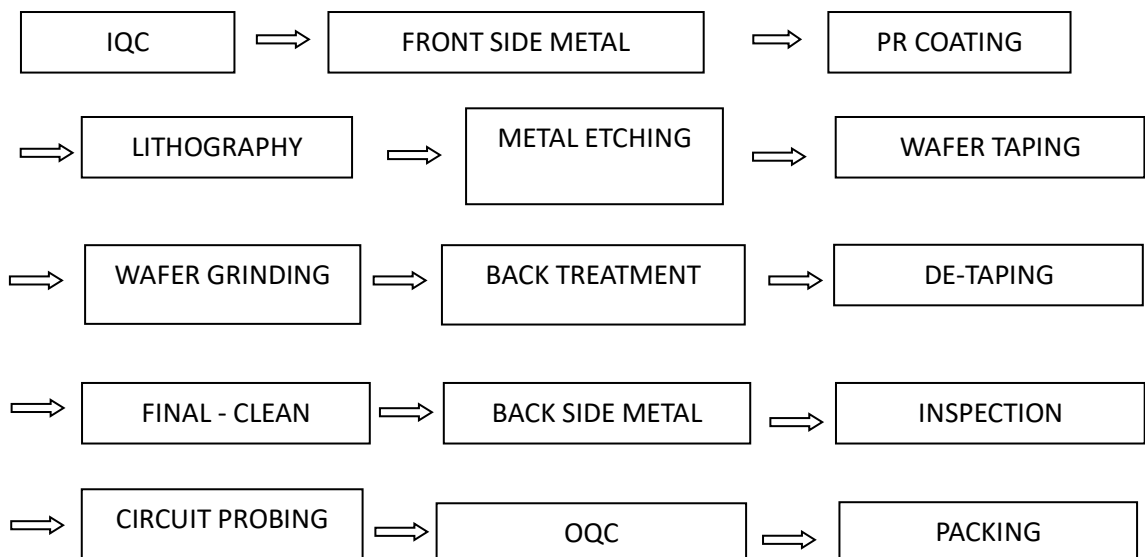 IQC
FRONT SIDE METAL
PR COATING
LITHOGRAPHY
METAL ETCHING
WAFER TAPING
WAFER GRINDING
BACK TREATMENT
DE-TAPING
FINAL - CLEAN
BACK SIDE METAL
INSPECTION
CIRCUIT PROBING
OQC
PACKING